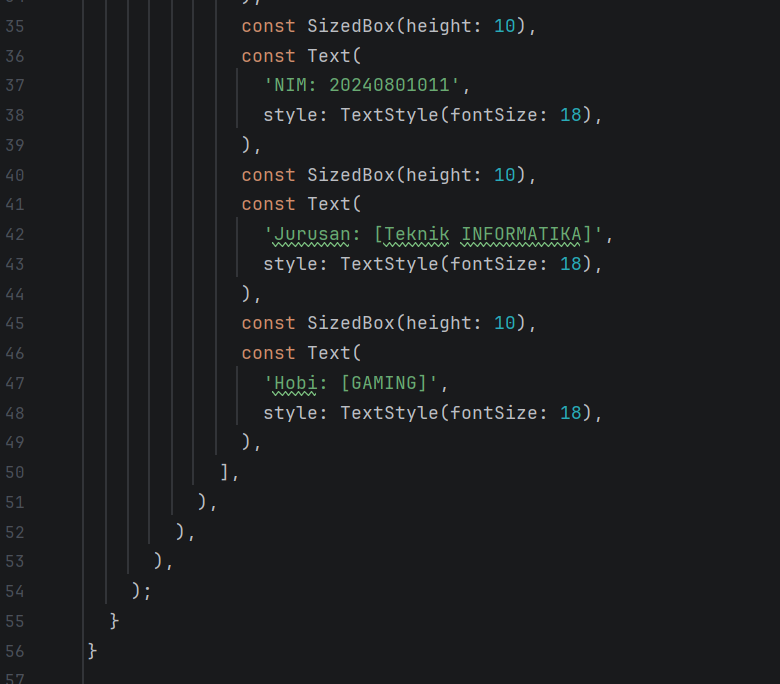 35 const SizedBox(height: 10),
36 const Text(
37 'NIM: 20240801011',
38 style: TextStyle(fontSize: 18),
39 ),
40 const SizedBox(height: 10),
41 const Text(
42 'Jurusan: [Teknik INFORMATIKA]',
43 style: TextStyle(fontSize: 18),
44 ),
45 const SizedBox(height: 10),
46 const Text(
47 'Hobi: [GAMING]',
48 style: TextStyle(fontSize: 18),
49 ),
50 ],
51 ),
52 ),
53 ),
54 );
55 }
56 }
57